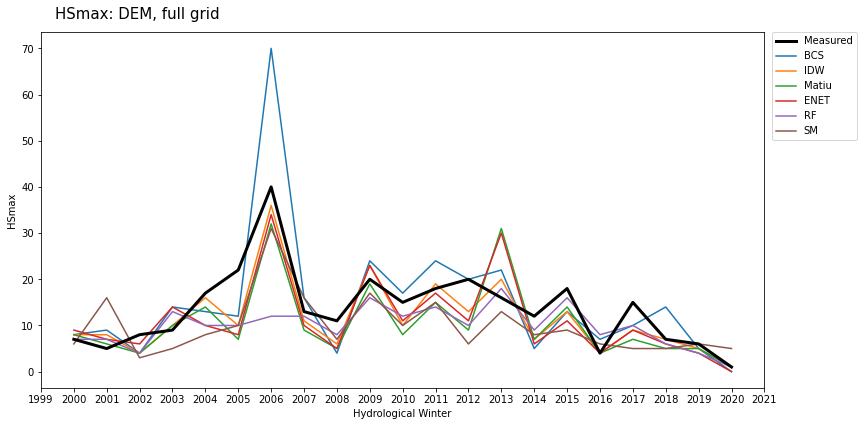 HSmax: DEM, full grid
Measured
BCS
IDW
Matiu
ENET
RF
SM
70
60
50
40
30
20
10
0
HSmax
1999 2000 2001 2002 2003 2004 2005 2006 2007 2008 2009 2010 2011 2012 2013 2014 2015 2016 2017 2018 2019 2020 2021
Hydrological Winter